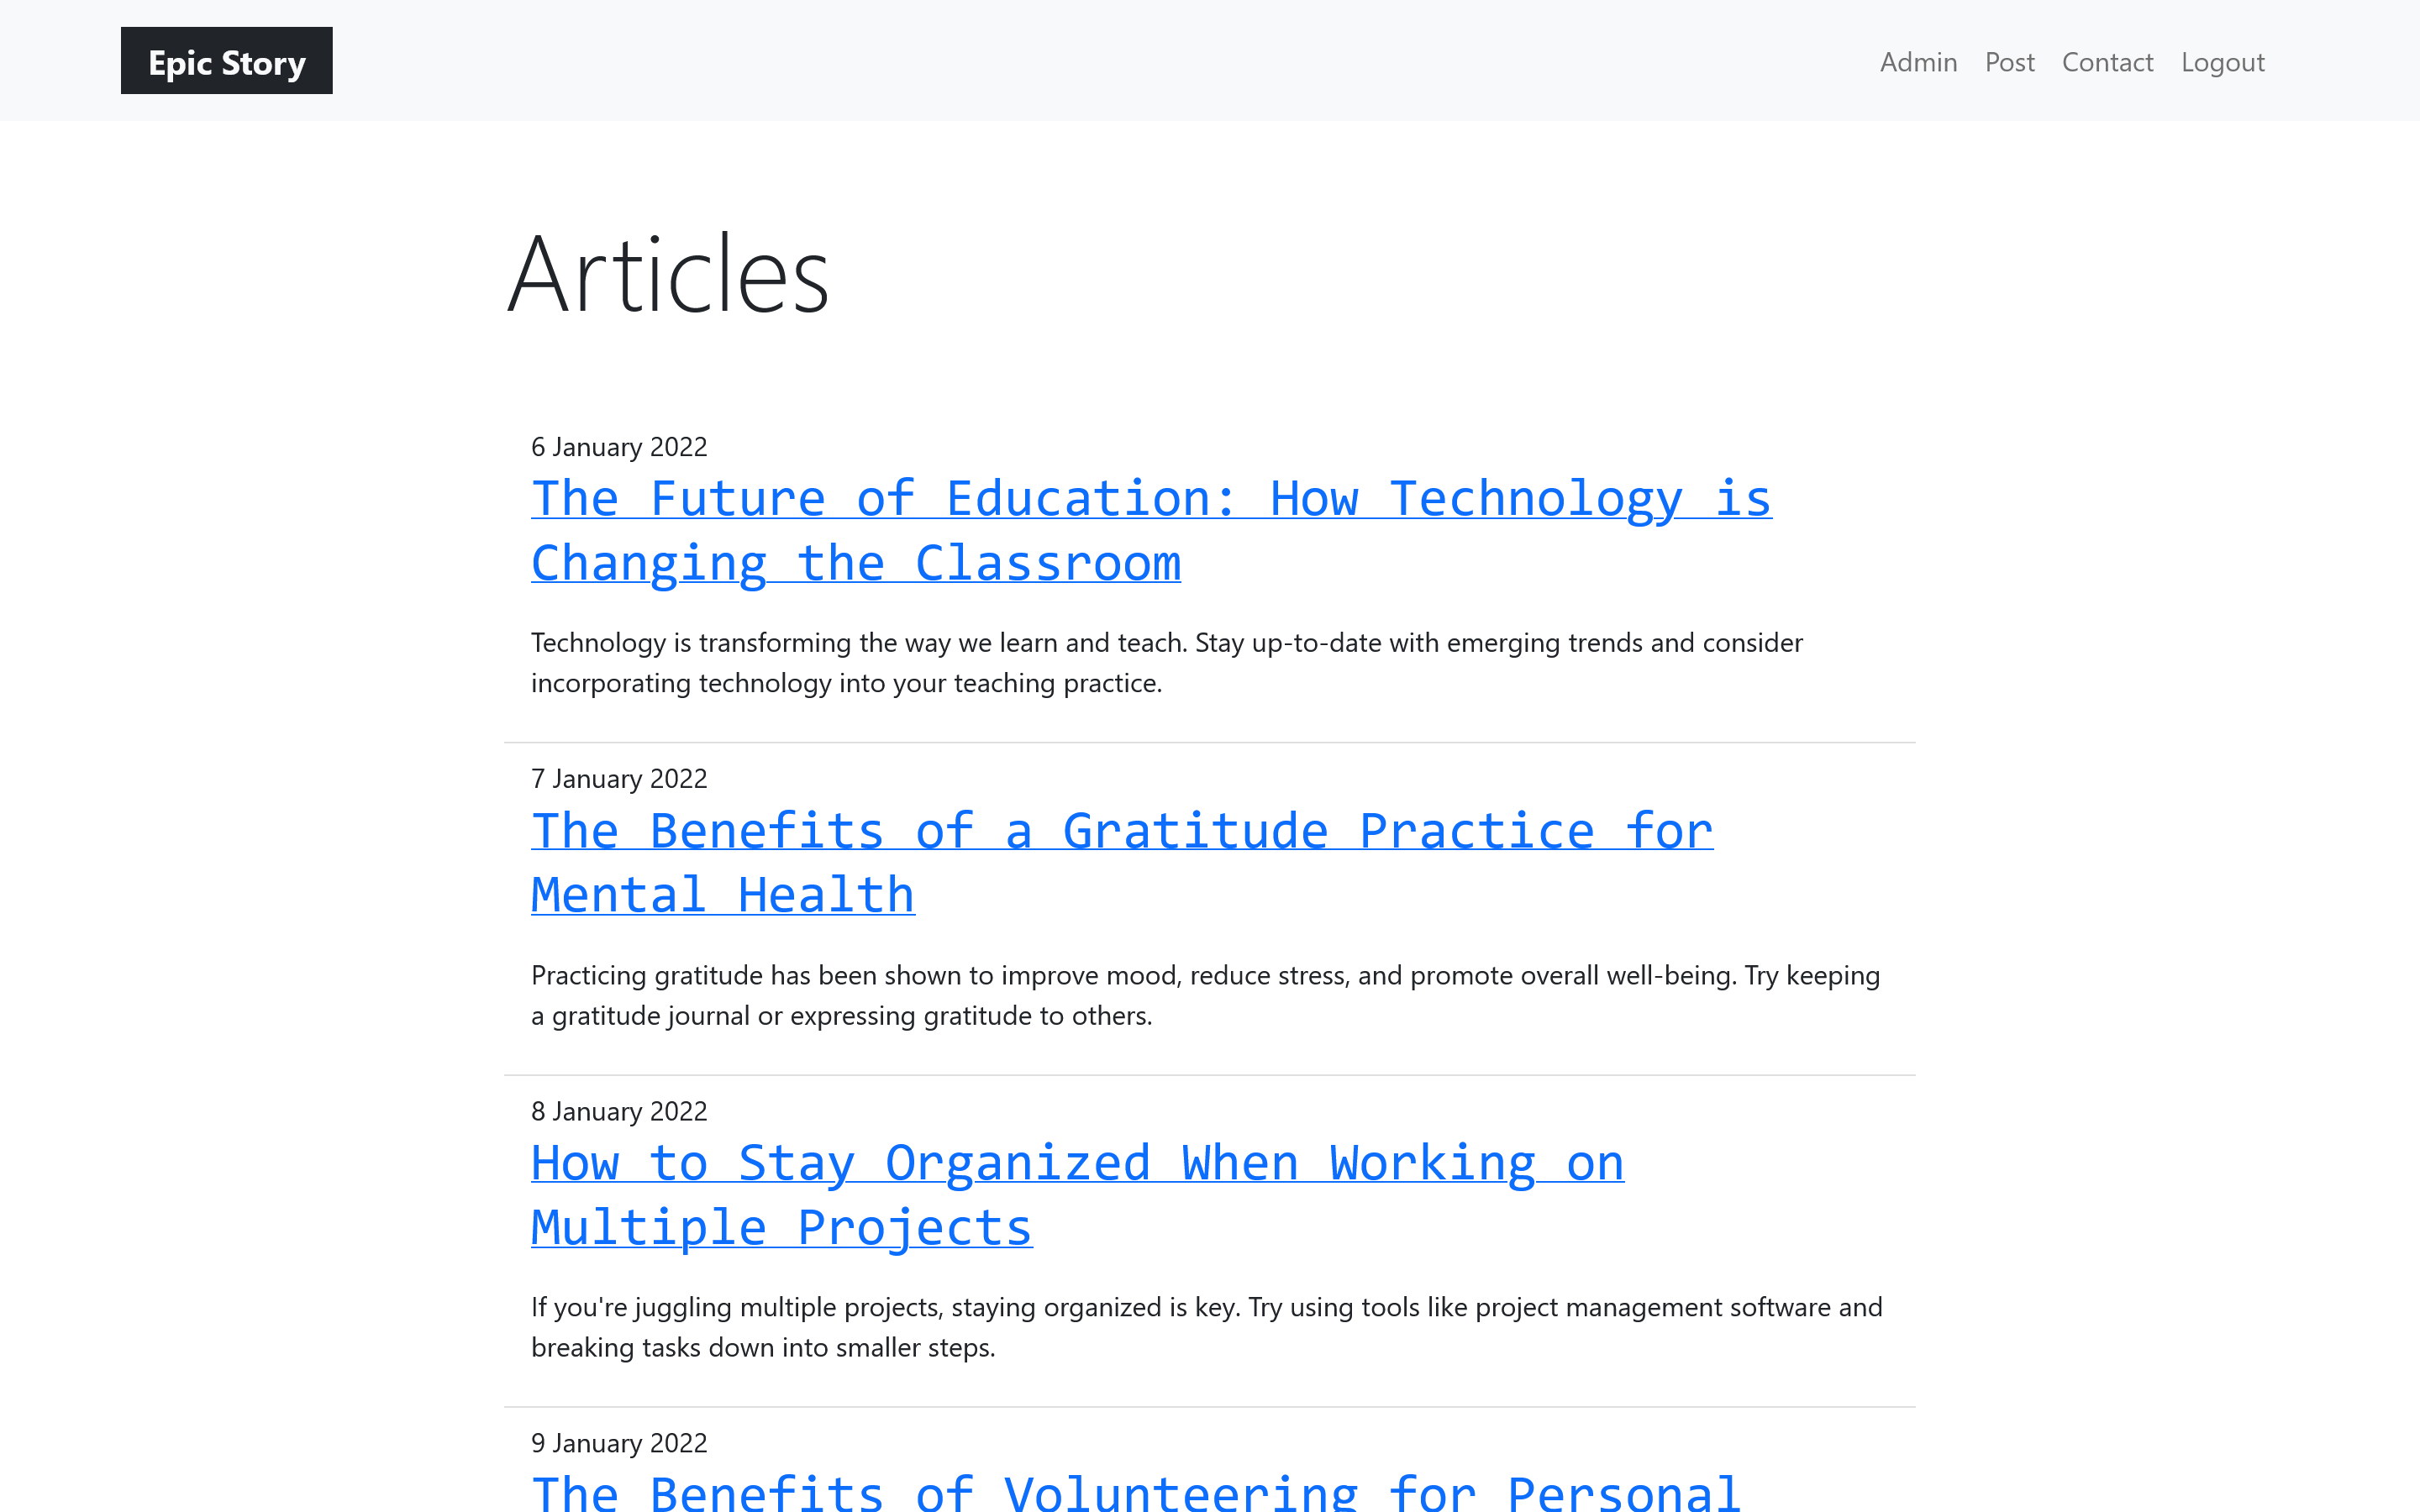 Epic Story
Admin Post Contact Logout
Articles
6 January 2022
The Future of Education: How Technology is
Changing the Classroom
Technology is transforming the way we learn and teach. Stay up-to-date with emerging trends and consider
incorporating technology into your teaching practice.
7 January 2022
The Benefits of a Gratitude Practice for
Mental Health
Practicing gratitude has been shown to improve mood, reduce stress, and promote overall well-being. Try keeping
a gratitude journal or expressing gratitude to others.
8 January 2022
How to Stay Organized When Working on
Multiple Projects
If you're juggling multiple projects, staying organized is key. Try using tools like project management software and
breaking tasks down into smaller steps.
9 January 2022
The Benefits of Volunteering for Personal